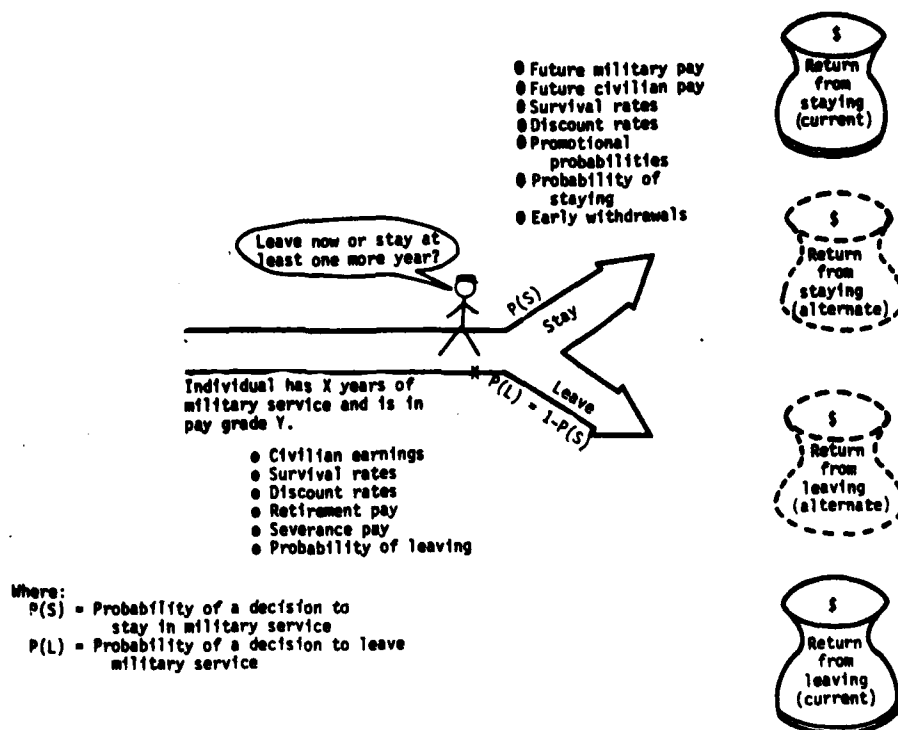 ● Future military pay
● Future civilian pay
● Survival rates
● Discount rates
● Promotional
probabilities
● Probability of
staying
● Early withdrawals
Leave now or stay at
least one more year?
P(S)
Stay
Leave
P(L) = 1-P(S)
Individual has X years of
military service and is in
pay grade Y.
● Civilian earnings
● Survival rates
● Discount rates
● Retirement pay
● Severance pay
● Probability of leaving
Where:
P(S) = Probability of a decision to
stay in military service
P(L) = Probability of a decision to leave
military service
$
Return
from
staying
(current)
$
Return
from
staying
(alternate)
$
Return
from
leaving
(alternate)
$
Return
from
leaving
(current)